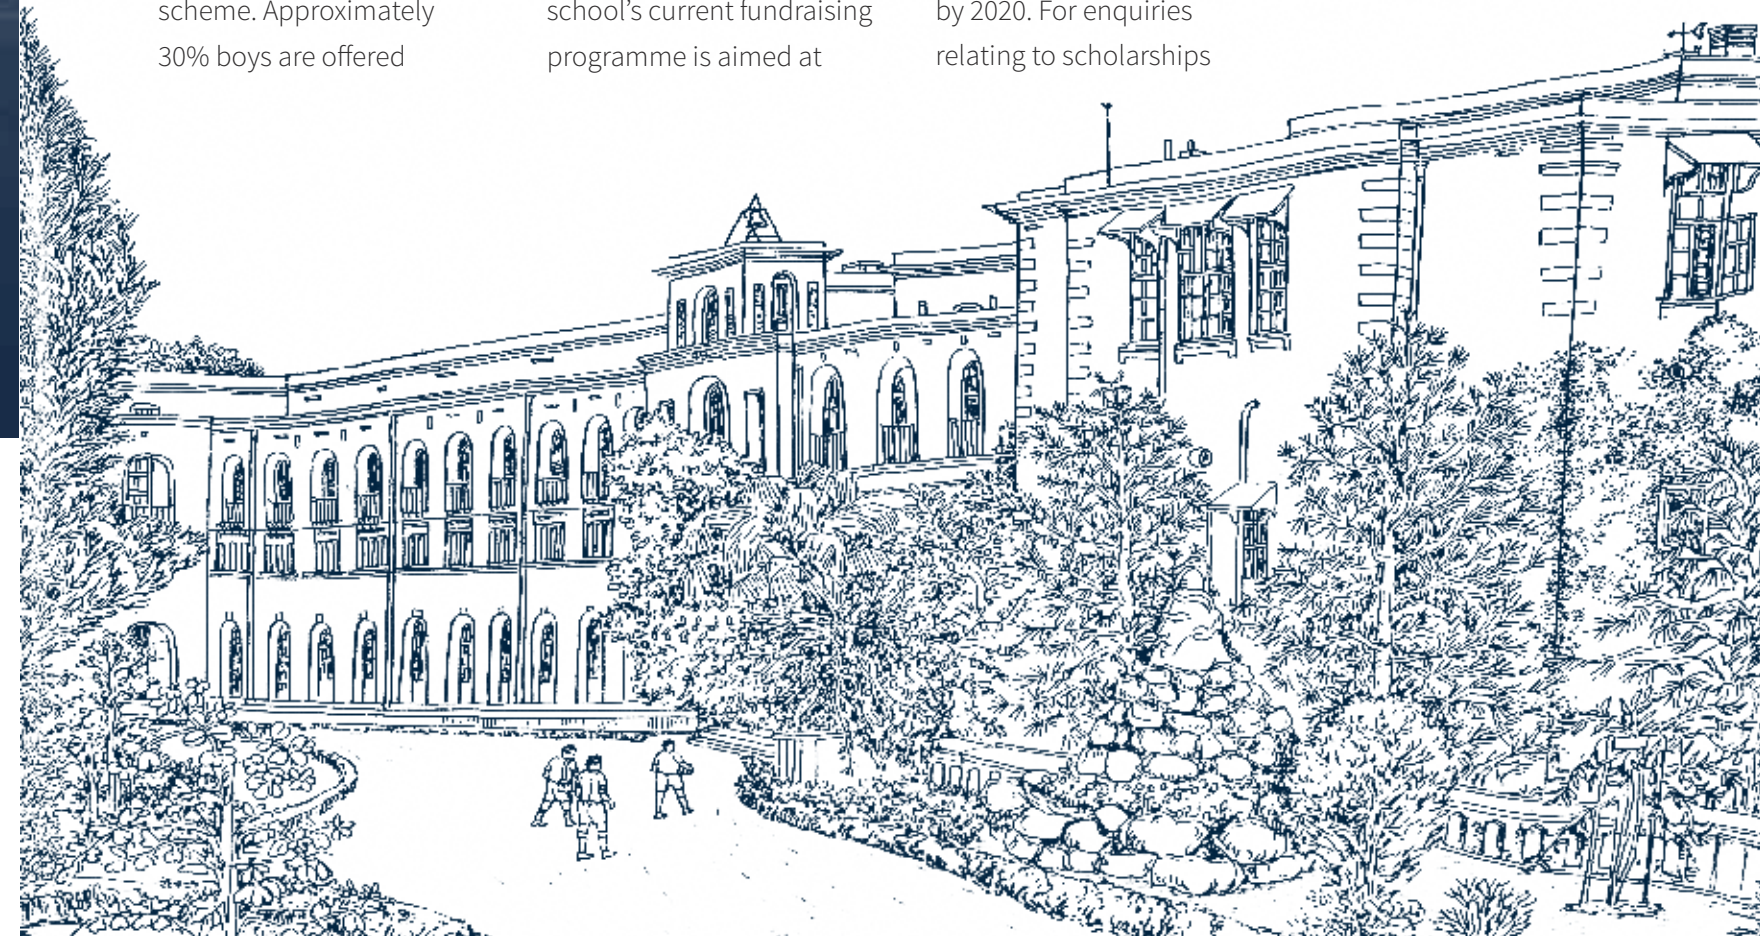 scheme. Approximately
30% boys are offered
school’s current fundraising
programme is aimed at
by 2020. For enquiries
relating to scholarships